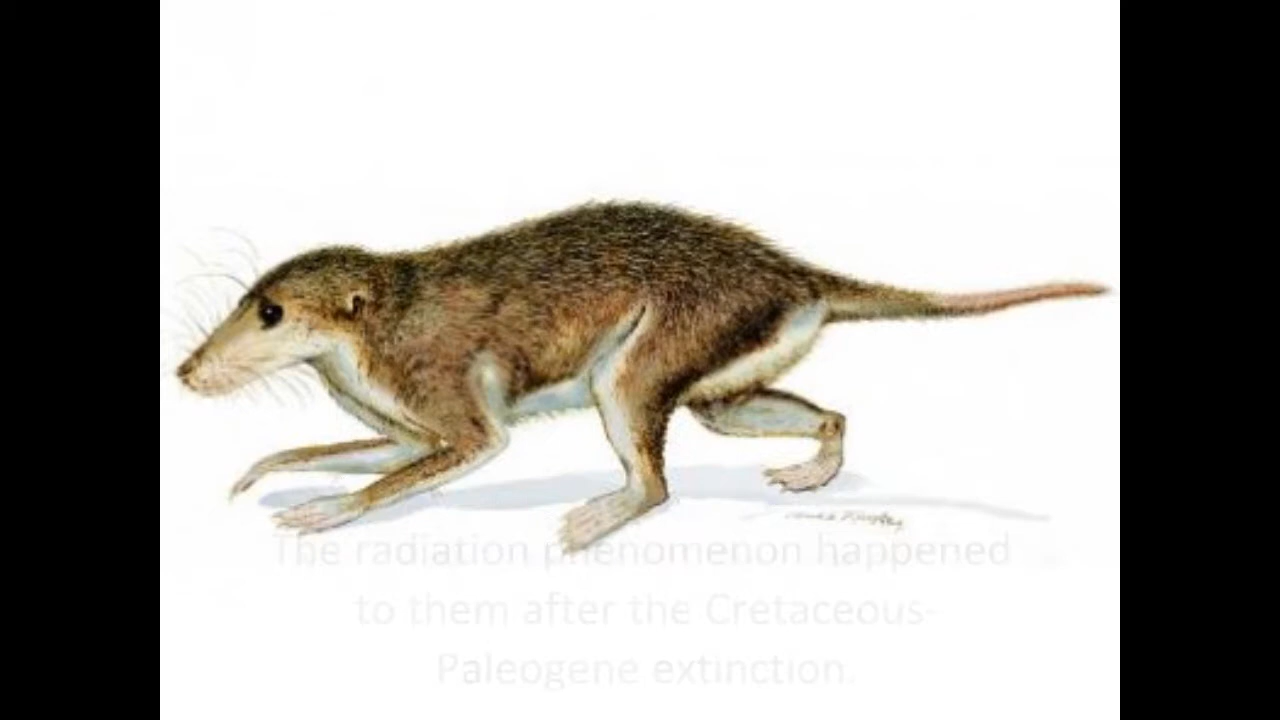 The radiation phenomenon happened
to them after the Cretaceous-
Paleogene extinction.